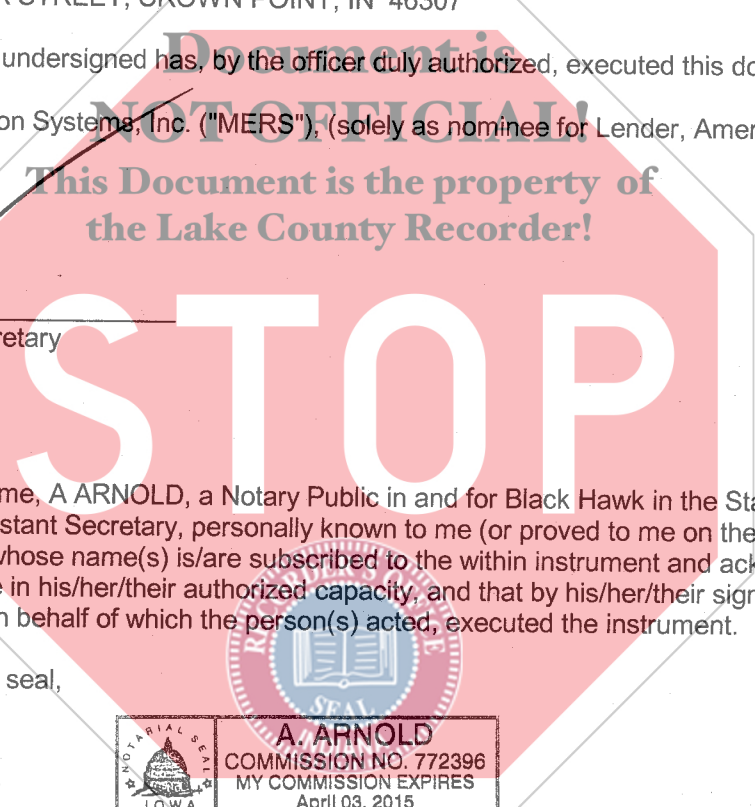 STREET, CROWN POINT, IN 46307
Document is
undersigned has, by the officer duly authorized, executed this do
NOT OFFICIAL!
on Systems, Inc. ("MERS"), (solely as nominee for Lender, Amer
This Document is the property of
the Lake County Recorder!
STOP
retary
me, A ARNOLD, a Notary Public in and for Black Hawk in the Sta
stant Secretary, personally known to me (or proved to me on the
whose name(s) is/are subscribed to the within instrument and ack
e in his/her/their authorized capacity, and that by his/her/their sign
n behalf of which the person(s) acted, executed the instrument.
RECORDER'S OFFICE
SEAL
INDIANA
seal,
NOTARIAL SEAL
IOWA
A. ARNOLD
COMMISSION NO. 772396
MY COMMISSION EXPIRES
April 03, 2015